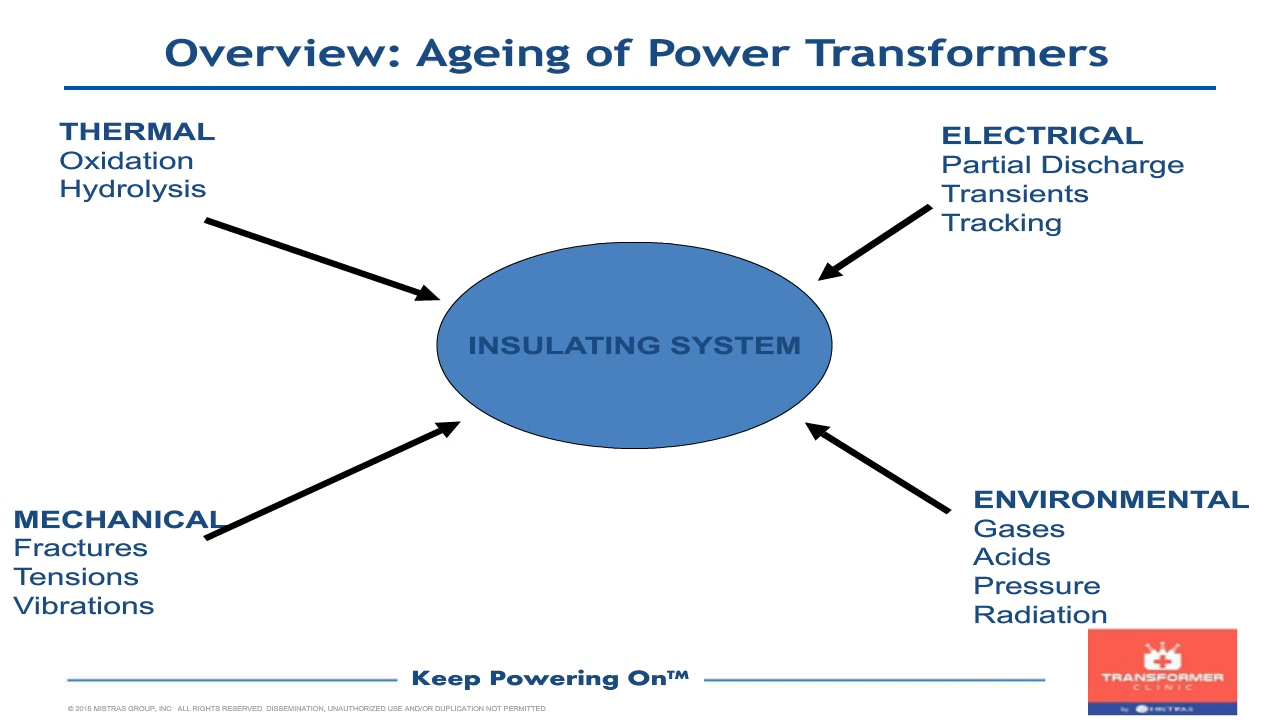 Overview: Ageing of Power Transformers
THERMAL
Oxidation
Hydrolysis
ELECTRICAL
Partial Discharge
Transients
Tracking
INSULATING SYSTEM
MECHANICAL
Fractures
Tensions
Vibrations
ENVIRONMENTAL
Gases
Acids
Pressure
Radiation
Keep Powering On™
TRANSFORMER
CLINIC
by MISTRAS
© 2015 MISTRAS GROUP, INC ALL RIGHTS RESERVED DISSEMINATION, UNAUTHORIZED USE AND/OR DUPLICATION NOT PERMITTED